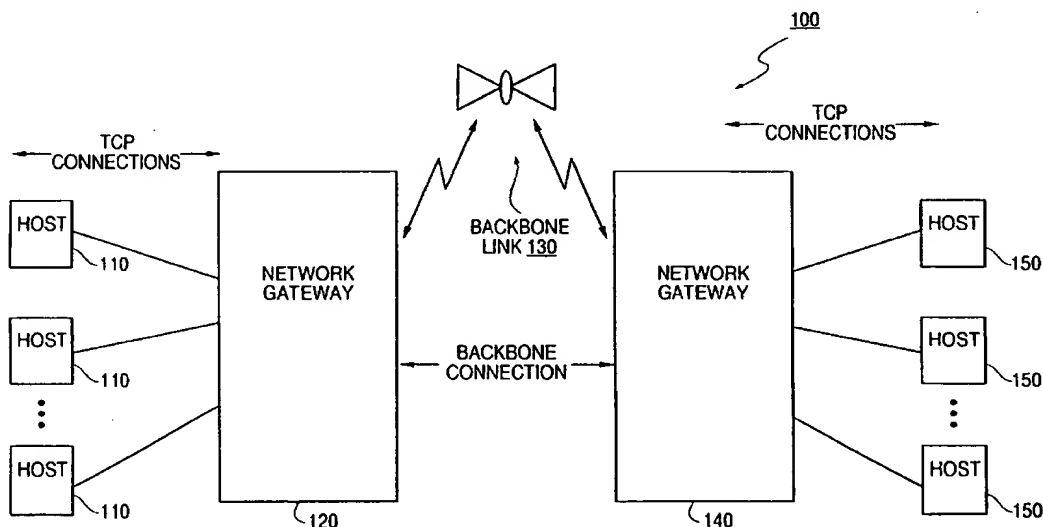 100
TCP
CONNECTIONS
TCP
CONNECTIONS
HOST
110
HOST
110
HOST
110
NETWORK
GATEWAY
120
BACKBONE
LINK 130
BACKBONE
CONNECTION
NETWORK
GATEWAY
140
HOST
150
HOST
150
HOST
150